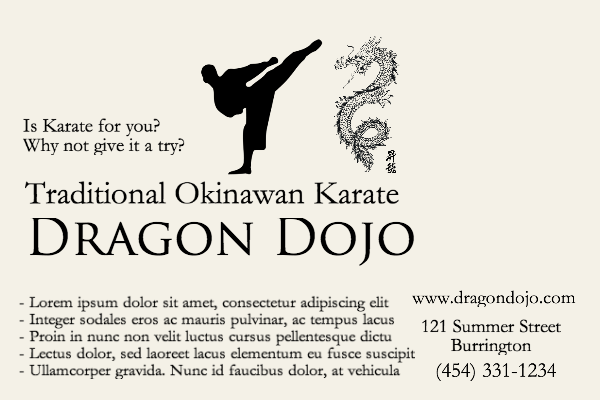 Is Karate for you?
Why not give it a try?
Traditional Okinawan Karate
DRAGON DOJO
- Lorem ipsum dolor sit amet, consectetur adipiscing elit
- Integer sodales eros ac mauris pulvinar, ac tempus lacus
- Proin in nunc non velit luctus cursus pellentesque dictu
- Lectus dolor, sed laoreet lacus elementum eu fusce suscipit
- Ullamcorper gravida. Nunc id faucibus dolor, at vehicula
www.dragondojo.com
121 Summer Street
Burrington
(454) 331-1234